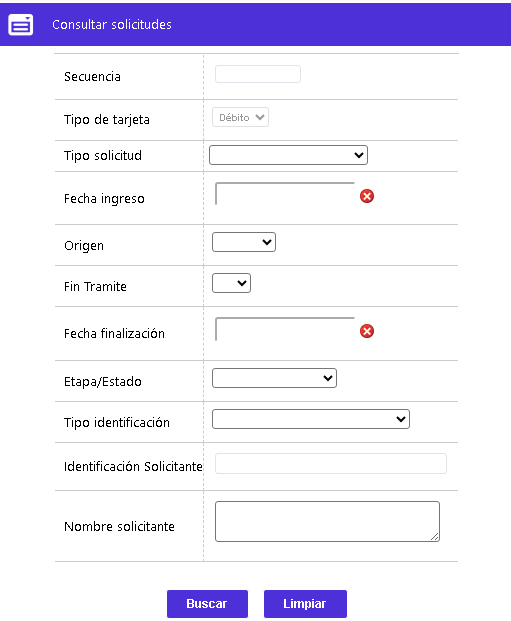 Consultar solicitudes
Secuencia
Tipo de tarjeta Débito
Tipo solicitud
Fecha ingreso
Origen
Fin Tramite
Fecha finalización
Etapa/Estado
Tipo identificación
Identificación Solicitante
Nombre solicitante
Buscar Limpiar